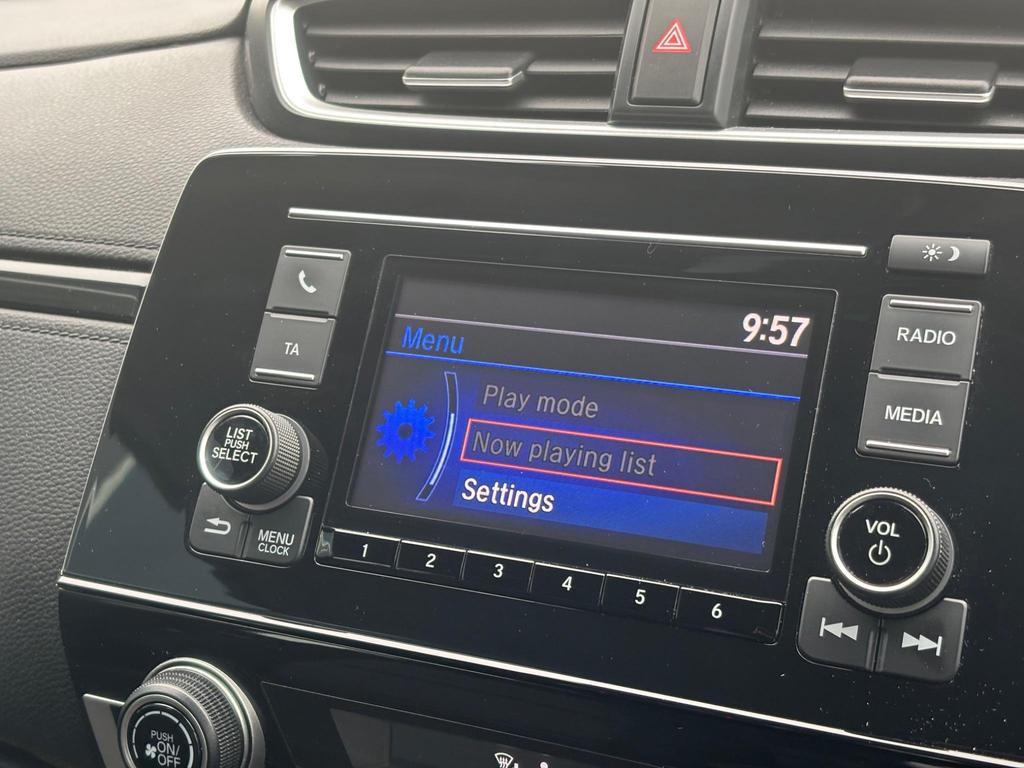 9:57
Menu
Play mode
Now playing list
Settings
TA
LIST
PUSH
SELECT
MENU
CLOCK
1 2 3 4 5 6
RADIO
MEDIA
VOL
PUSH
ON/
OFF